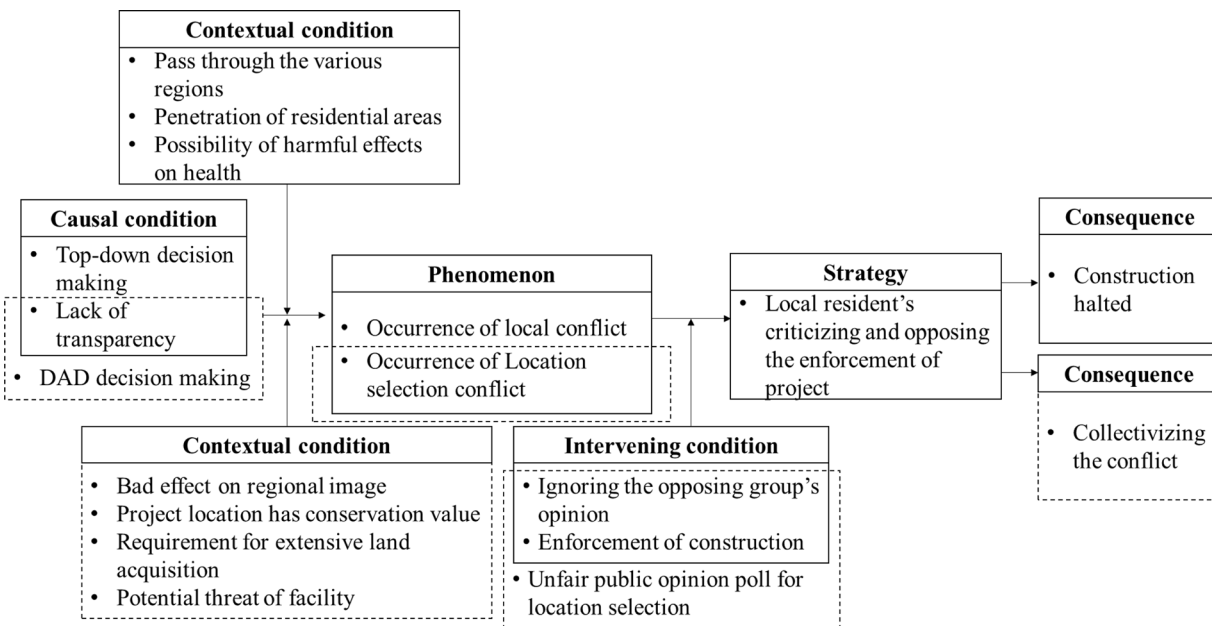 Contextual condition
• Pass through the various
regions
• Penetration of residential areas
• Possibility of harmful effects
on health
Causal condition
• Top-down decision
making
• Lack of
transparency
• DAD decision making
Contextual condition
• Bad effect on regional image
• Project location has conservation value
• Requirement for extensive land
acquisition
• Potential threat of facility
Phenomenon
• Occurrence of local conflict
• Occurrence of Location
selection conflict
Intervening condition
• Ignoring the opposing group's
opinion
• Enforcement of construction
• Unfair public opinion poll for
location selection
Strategy
• Local resident's
criticizing and opposing
the enforcement of
project
Consequence
• Construction
halted
Consequence
• Collectivizing
the conflict